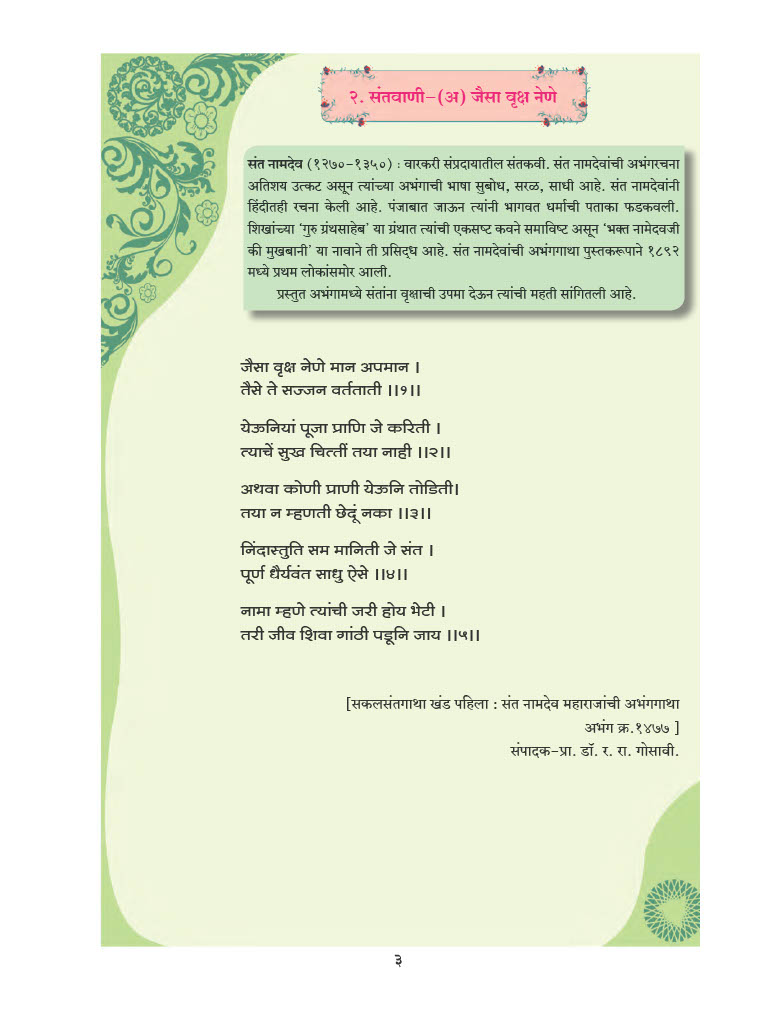 २. संतवाणी-(अ) जैसा वृक्ष नेणे
संत नामदेव (१२७०-१३५०) : वारकरी संप्रदायातील संतकवी. संत नामदेवांची अभंगरचना
अतिशय उत्कट असून त्यांच्या अभंगाची भाषा सुबोध, सरळ, साधी आहे. संत नामदेवांनी
हिंदीतही रचना केली आहे. पंजाबात जाऊन त्यांनी भागवत धर्माची पताका फडकवली.
शिखांच्या ‘गुरु ग्रंथसाहेब’ या ग्रंथात त्यांची एकसष्ट कवने समाविष्ट असून ‘भक्त नामेदवजी
की मुखबानी’ या नावाने ती प्रसिद्ध आहे. संत नामदेवांची अभंगगाथा पुस्तकरूपाने १८९२
मध्ये प्रथम लोकांसमोर आली.
प्रस्तुत अभंगामध्ये संतांना वृक्षाची उपमा देऊन त्यांची महती सांगितली आहे.
जैसा वृक्ष नेणे मान अपमान ।
तैसे ते सज्जन वर्तताती ।।१।।
येऊनियां पूजा प्राणि जे करिती ।
त्याचें सुख चित्तीं तया नाही ।।२।।
अथवा कोणी प्राणी येऊनि तोडिती।
तया न म्हणती छेदूं नका ।।३।।
निंदास्तुति सम मानिती जे संत ।
पूर्ण धैर्यवंत साधु ऐसे ।।४।।
नामा म्हणे त्यांची जरी होय भेटी ।
तरी जीव शिवा गांठी पडूनि जाय ।।५।।
[सकलसंतगाथा खंड पहिला : संत नामदेव महाराजांची अभंगगाथा
अभंग क्र.१४७७ ]
संपादक-प्रा. डॉ. र. रा. गोसावी.
३